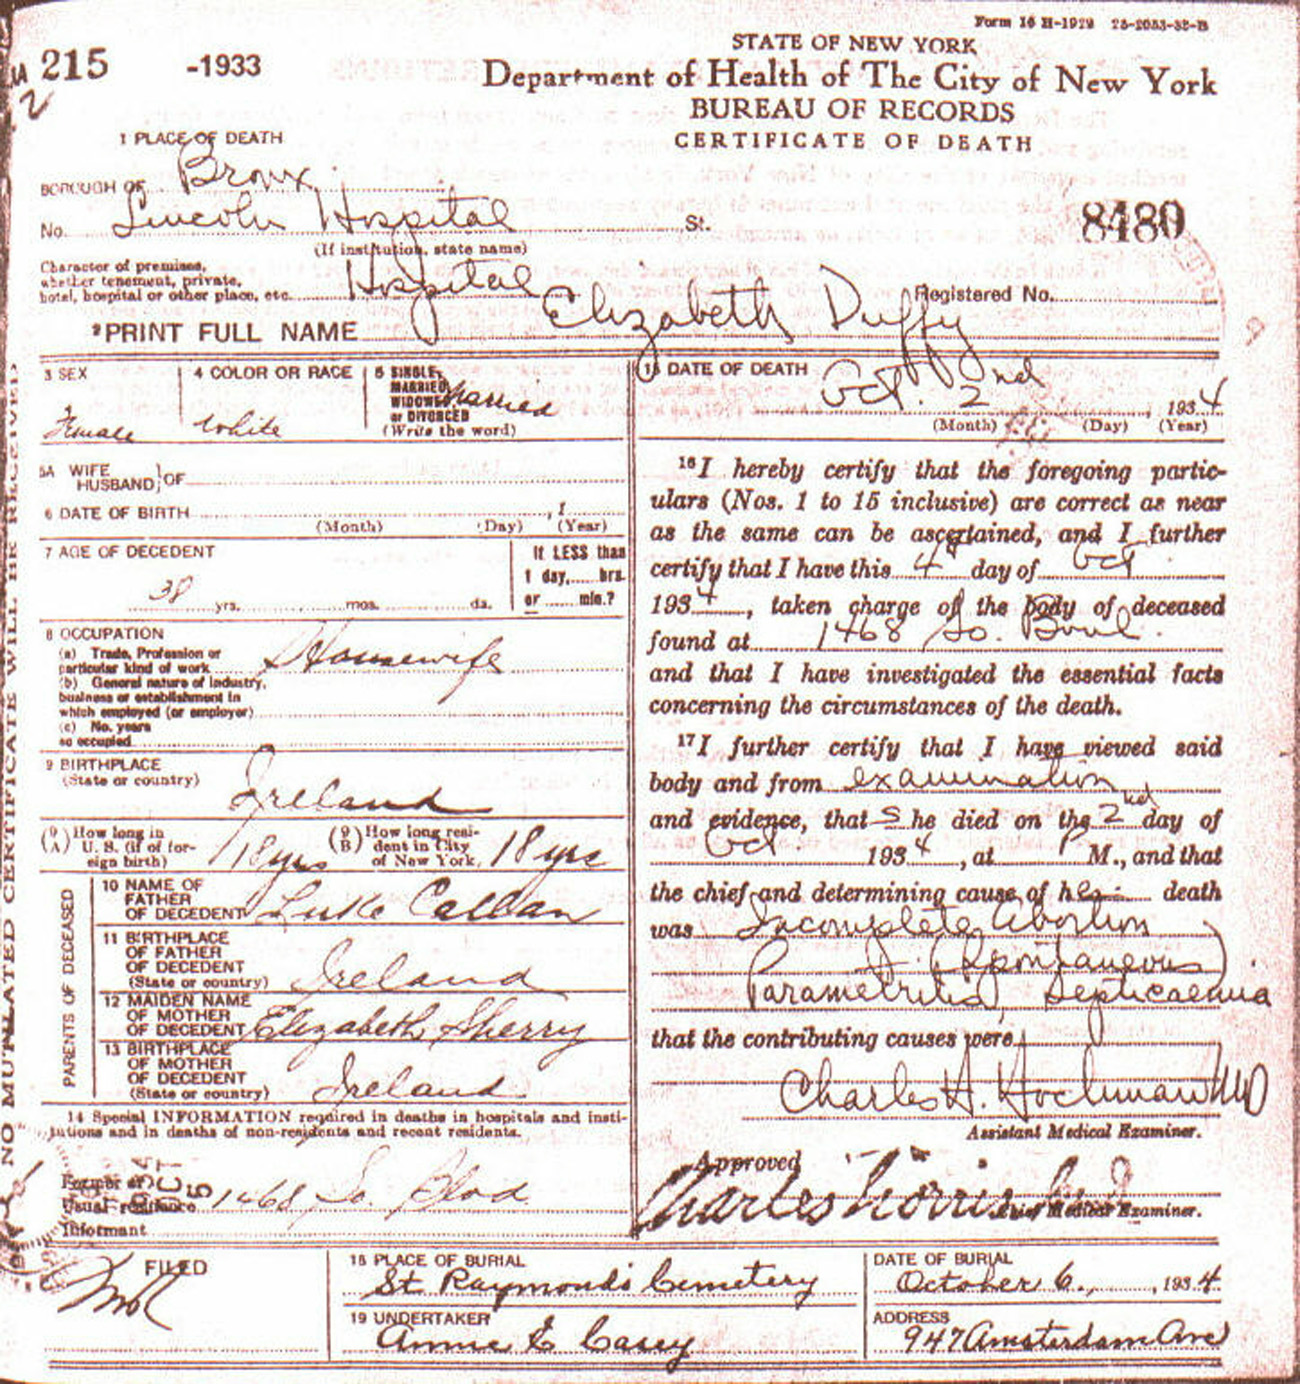 Form 16 H-1929 25-2053-33-B
215 -1933
STATE OF NEW YORK
Department of Health of The City of New York
BUREAU OF RECORDS
CERTIFICATE OF DEATH
8480
1 PLACE OF DEATH
BOROUGH OF Bronx
No. Lincoln Hospital St.
(If institution, state name)
Character of premises,
whether tenement, private,
hotel, hospital or other place, etc. Hospital
Registered No.
2 PRINT FULL NAME Elizabeth Duffy
3 SEX Female
4 COLOR OR RACE White
5 SINGLE,
MARRIED,
WIDOWED
or DIVORCED
(Write the word) Married
5A WIFE
HUSBAND } OF
6 DATE OF BIRTH , 1
(Month) (Day) (Year)
7 AGE OF DECEDENT
38 yrs. mos. ds.
If LESS than
1 day, hrs.
or min.?
8 OCCUPATION
(a) Trade, Profession or
particular kind of work Housewife
(b) General nature of industry,
business or establishment in
which employed (or employer)
(c) No. years
so occupied
9 BIRTHPLACE
(State or country) Ireland
(9 A) How long in
U. S. (if of for-
eign birth) 18 yrs
(9 B) How long resi-
dent in City
of New York, 18 yrs
PARENTS OF DECEASED
10 NAME OF
FATHER
OF DECEDENT Luke Callan
11 BIRTHPLACE
OF FATHER
OF DECEDENT
(State or country) Ireland
12 MAIDEN NAME
OF MOTHER
OF DECEDENT Elizabeth Sherry
13 BIRTHPLACE
OF MOTHER
OF DECEDENT
(State or country) Ireland
14 Special INFORMATION required in deaths in hospitals and insti-
tutions and in deaths of non-residents and recent residents.
Former or
Usual residence 1468 So. Blvd
Informant
15 DATE OF DEATH Oct. 2nd , 1934
(Month) (Day) (Year)
16 I hereby certify that the foregoing partic-
ulars (Nos. 1 to 15 inclusive) are correct as near
as the same can be ascertained, and I further
certify that I have this 4 day of Oct
1934, taken charge of the body of deceased
found at 1468 So. Boul.
and that I have investigated the essential facts
concerning the circumstances of the death.
17 I further certify that I have viewed said
body and from examination
and evidence, that She died on the 2nd day of
Oct 1934, at P M., and that
the chief and determining cause of her death
was Incomplete Abortion
(Spontaneous)
Parametritis, Septicaemia
that the contributing causes were
Charles H. Hochman MD
Assistant Medical Examiner.
Approved
Charles Norris
Chief Medical Examiner.
FILED
18 PLACE OF BURIAL
St Raymond's Cemetery
DATE OF BURIAL
October 6, 1934
19 UNDERTAKER
Annie E Casey
ADDRESS
947 Amsterdam Ave
NO MUTILATED CERTIFICATE WILL BE RECEIVED